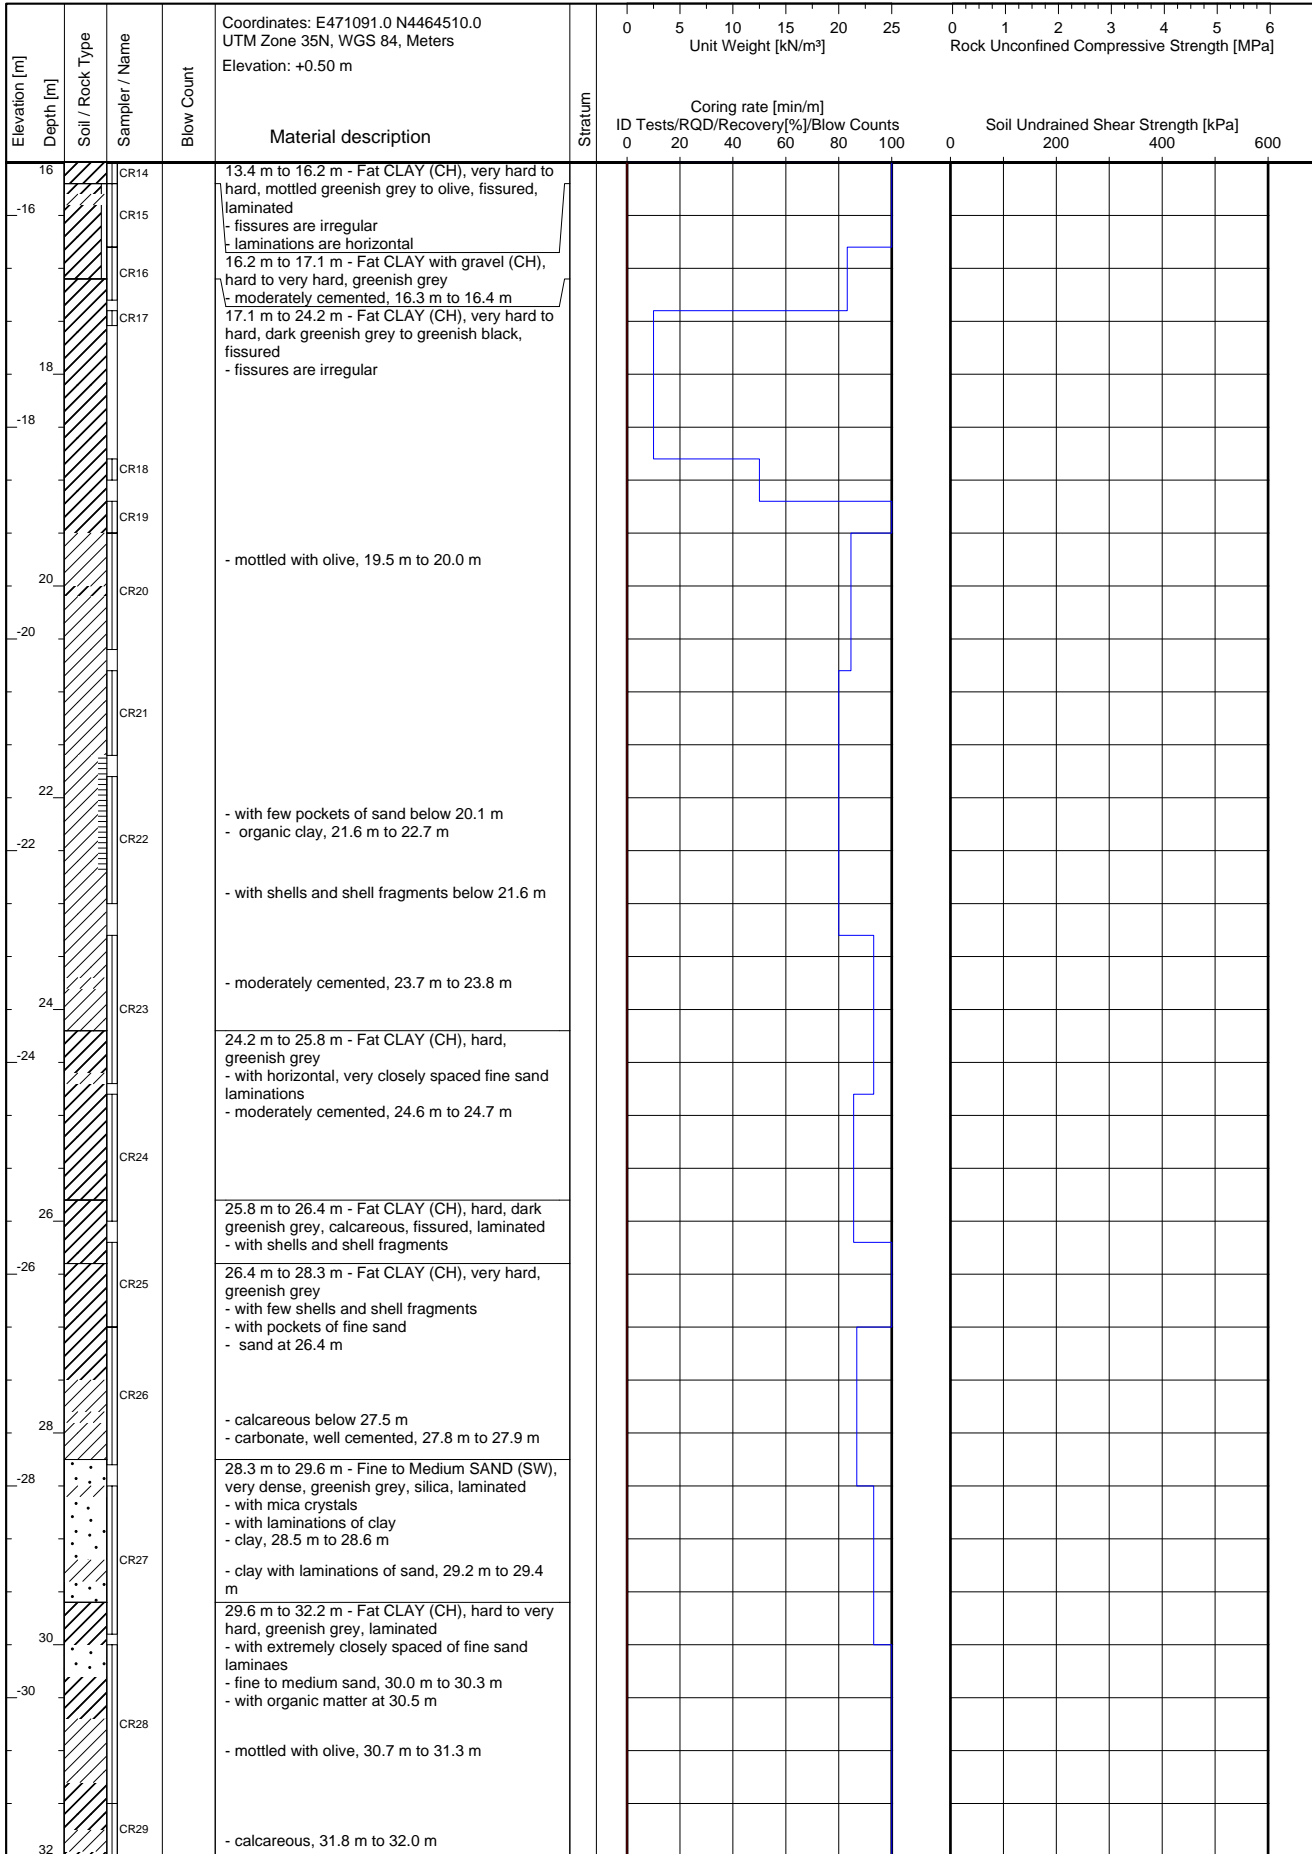 Elevation [m]
Depth [m]
Soil / Rock Type
Sampler / Name
Blow Count
Coordinates: E471091.0 N4464510.0
UTM Zone 35N, WGS 84, Meters
Elevation: +0.50 m
Material description
Stratum
0 5 10 15 20 25
Unit Weight [kN/m³]
Coring rate [min/m]
ID Tests/RQD/Recovery[%]/Blow Counts
0 20 40 60 80 100
0 1 2 3 4 5 6
Rock Unconfined Compressive Strength [MPa]
Soil Undrained Shear Strength [kPa]
0 200 400 600
16
CR14
13.4 m to 16.2 m - Fat CLAY (CH), very hard to
hard, mottled greenish grey to olive, fissured,
laminated
- fissures are irregular
- laminations are horizontal
-16
CR15
16.2 m to 17.1 m - Fat CLAY with gravel (CH),
hard to very hard, greenish grey
- moderately cemented, 16.3 m to 16.4 m
CR16
17.1 m to 24.2 m - Fat CLAY (CH), very hard to
hard, dark greenish grey to greenish black,
fissured
- fissures are irregular
CR17
18
-18
CR18
CR19
- mottled with olive, 19.5 m to 20.0 m
20
CR20
-20
CR21
22
- with few pockets of sand below 20.1 m
- organic clay, 21.6 m to 22.7 m
-22
CR22
- with shells and shell fragments below 21.6 m
- moderately cemented, 23.7 m to 23.8 m
24
CR23
24.2 m to 25.8 m - Fat CLAY (CH), hard,
greenish grey
- with horizontal, very closely spaced fine sand
laminations
- moderately cemented, 24.6 m to 24.7 m
-24
CR24
26
25.8 m to 26.4 m - Fat CLAY (CH), hard, dark
greenish grey, calcareous, fissured, laminated
- with shells and shell fragments
-26
CR25
26.4 m to 28.3 m - Fat CLAY (CH), very hard,
greenish grey
- with few shells and shell fragments
- with pockets of fine sand
- sand at 26.4 m
CR26
- calcareous below 27.5 m
- carbonate, well cemented, 27.8 m to 27.9 m
28
28.3 m to 29.6 m - Fine to Medium SAND (SW),
very dense, greenish grey, silica, laminated
- with mica crystals
- with laminations of clay
- clay, 28.5 m to 28.6 m
- clay with laminations of sand, 29.2 m to 29.4
m
-28
CR27
29.6 m to 32.2 m - Fat CLAY (CH), hard to very
hard, greenish grey, laminated
- with extremely closely spaced of fine sand
laminaes
- fine to medium sand, 30.0 m to 30.3 m
- with organic matter at 30.5 m
30
-30
CR28
- mottled with olive, 30.7 m to 31.3 m
CR29
- calcareous, 31.8 m to 32.0 m
32